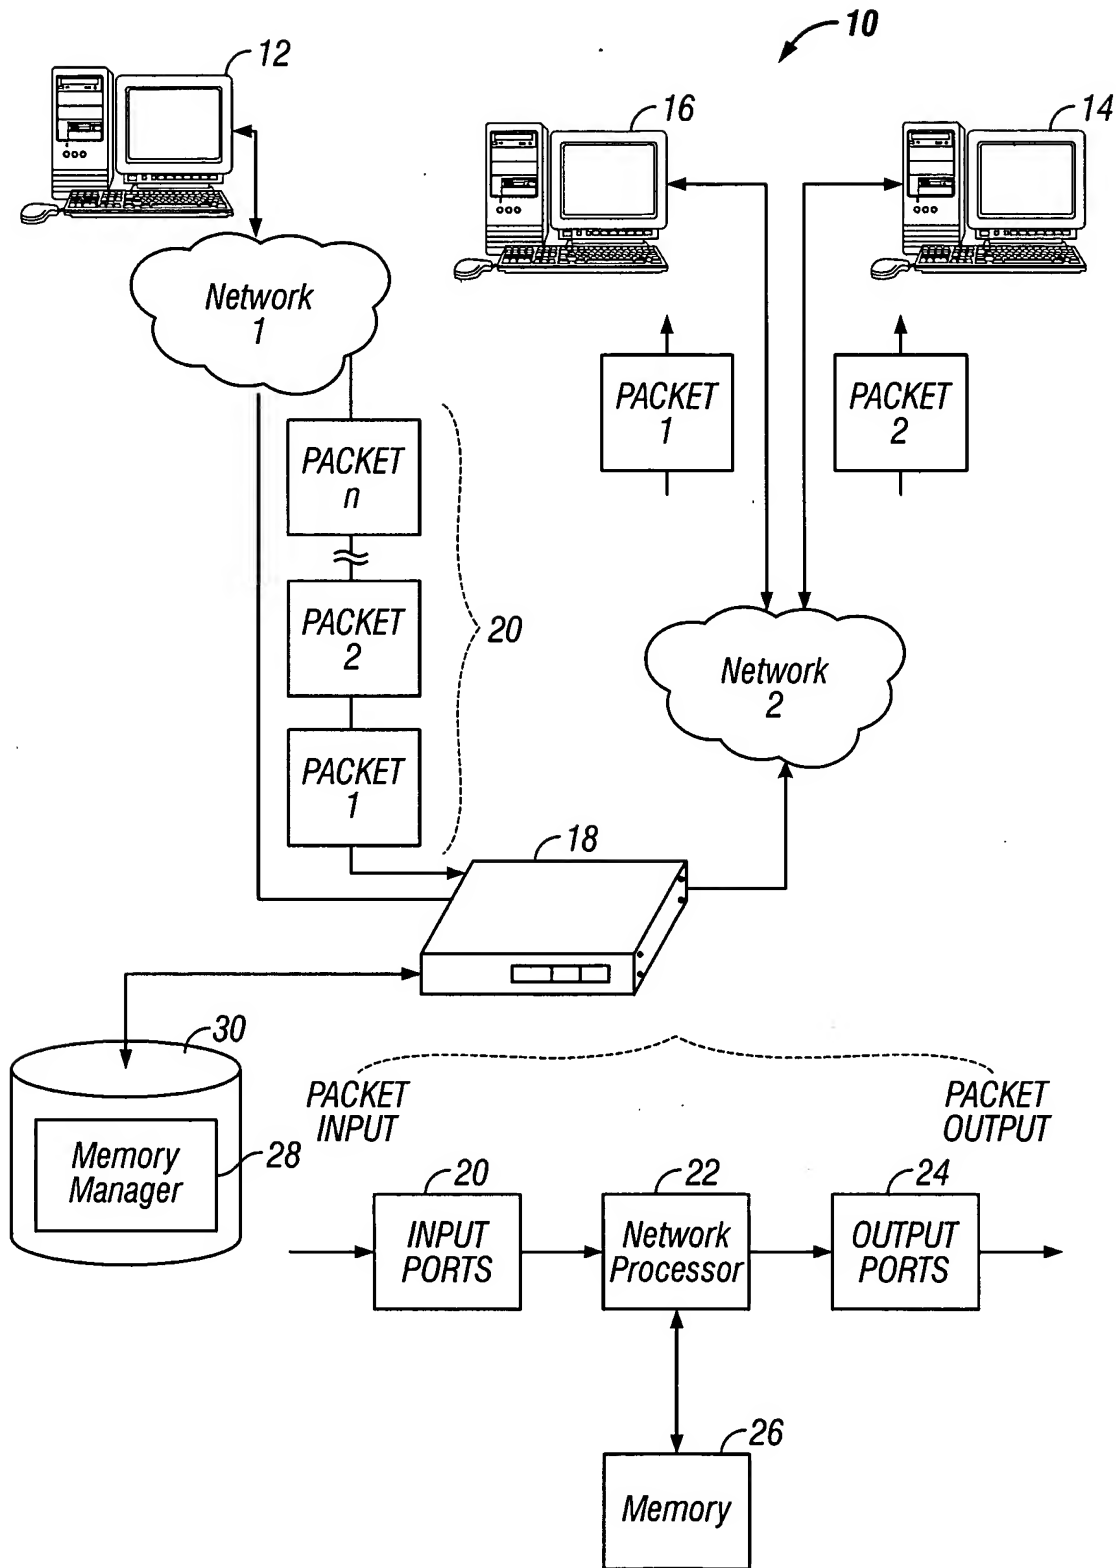 10
12
16
14
Network
1
PACKET
1
PACKET
2
PACKET
n
PACKET
2
20
Network
2
PACKET
1
18
30
PACKET
INPUT
PACKET
OUTPUT
Memory
Manager
28
20
22
24
INPUT
PORTS
Network
Processor
OUTPUT
PORTS
26
Memory